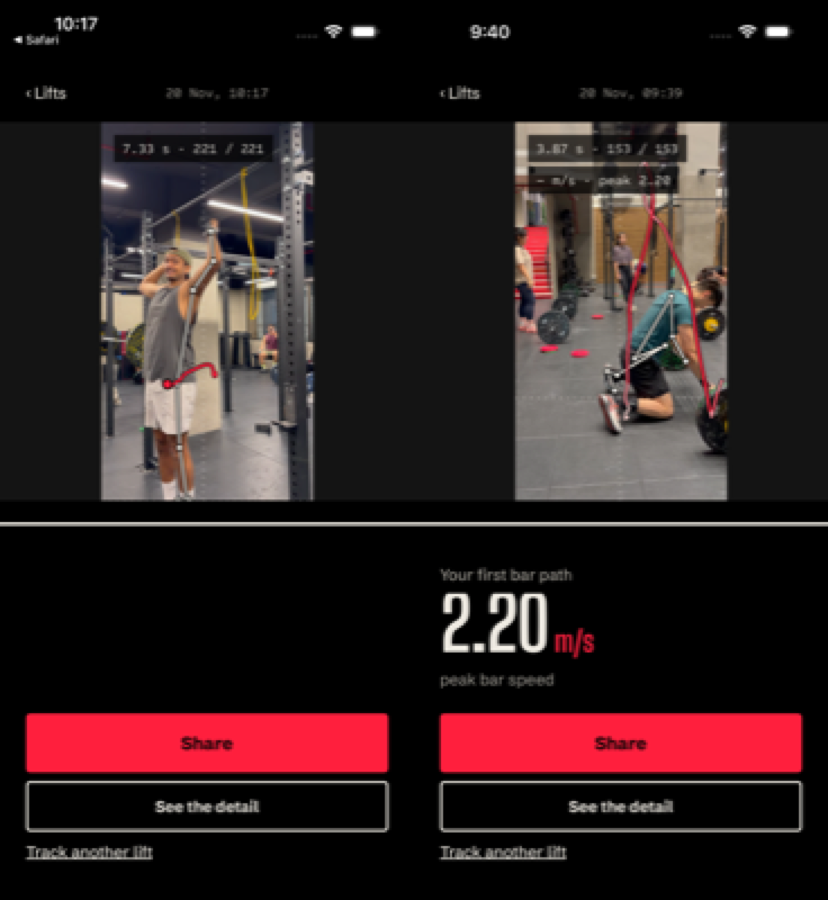 10:17
◀ Safari
‹ Lifts
20 Nov, 10:17
7.33 s - 221 / 221
Share
See the detail
Track another lift
9:40
‹ Lifts
20 Nov, 09:39
3.87 s - 153 / 153
- m/s - peak 2.20
Your first bar path
2.20 m/s
peak bar speed
Share
See the detail
Track another lift